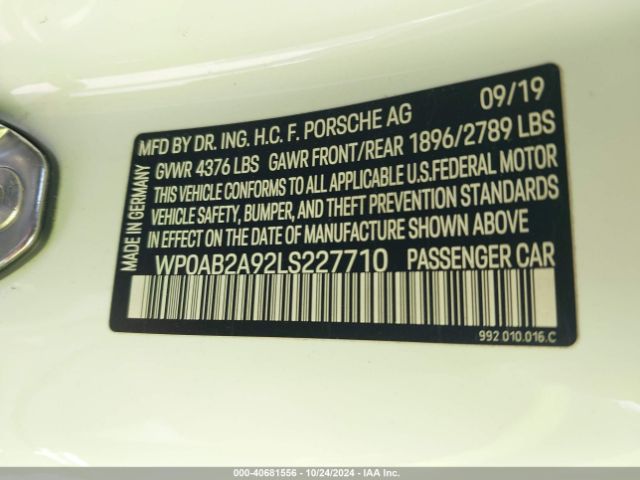 09/19
MFD BY DR. ING. H.C. F. PORSCHE AG
GVWR 4376 LBS GAWR FRONT/REAR 1896/2789 LBS
THIS VEHICLE CONFORMS TO ALL APPLICABLE U.S.FEDERAL MOTOR
VEHICLE SAFETY, BUMPER, AND THEFT PREVENTION STANDARDS
IN EFFECT ON THE DATE OF MANUFACTURE SHOWN ABOVE
WP0AB2A92LS227710 PASSENGER CAR
992.010.016.C
MADE IN GERMANY
000-40681556 - 10/24/2024 - IAA Inc.